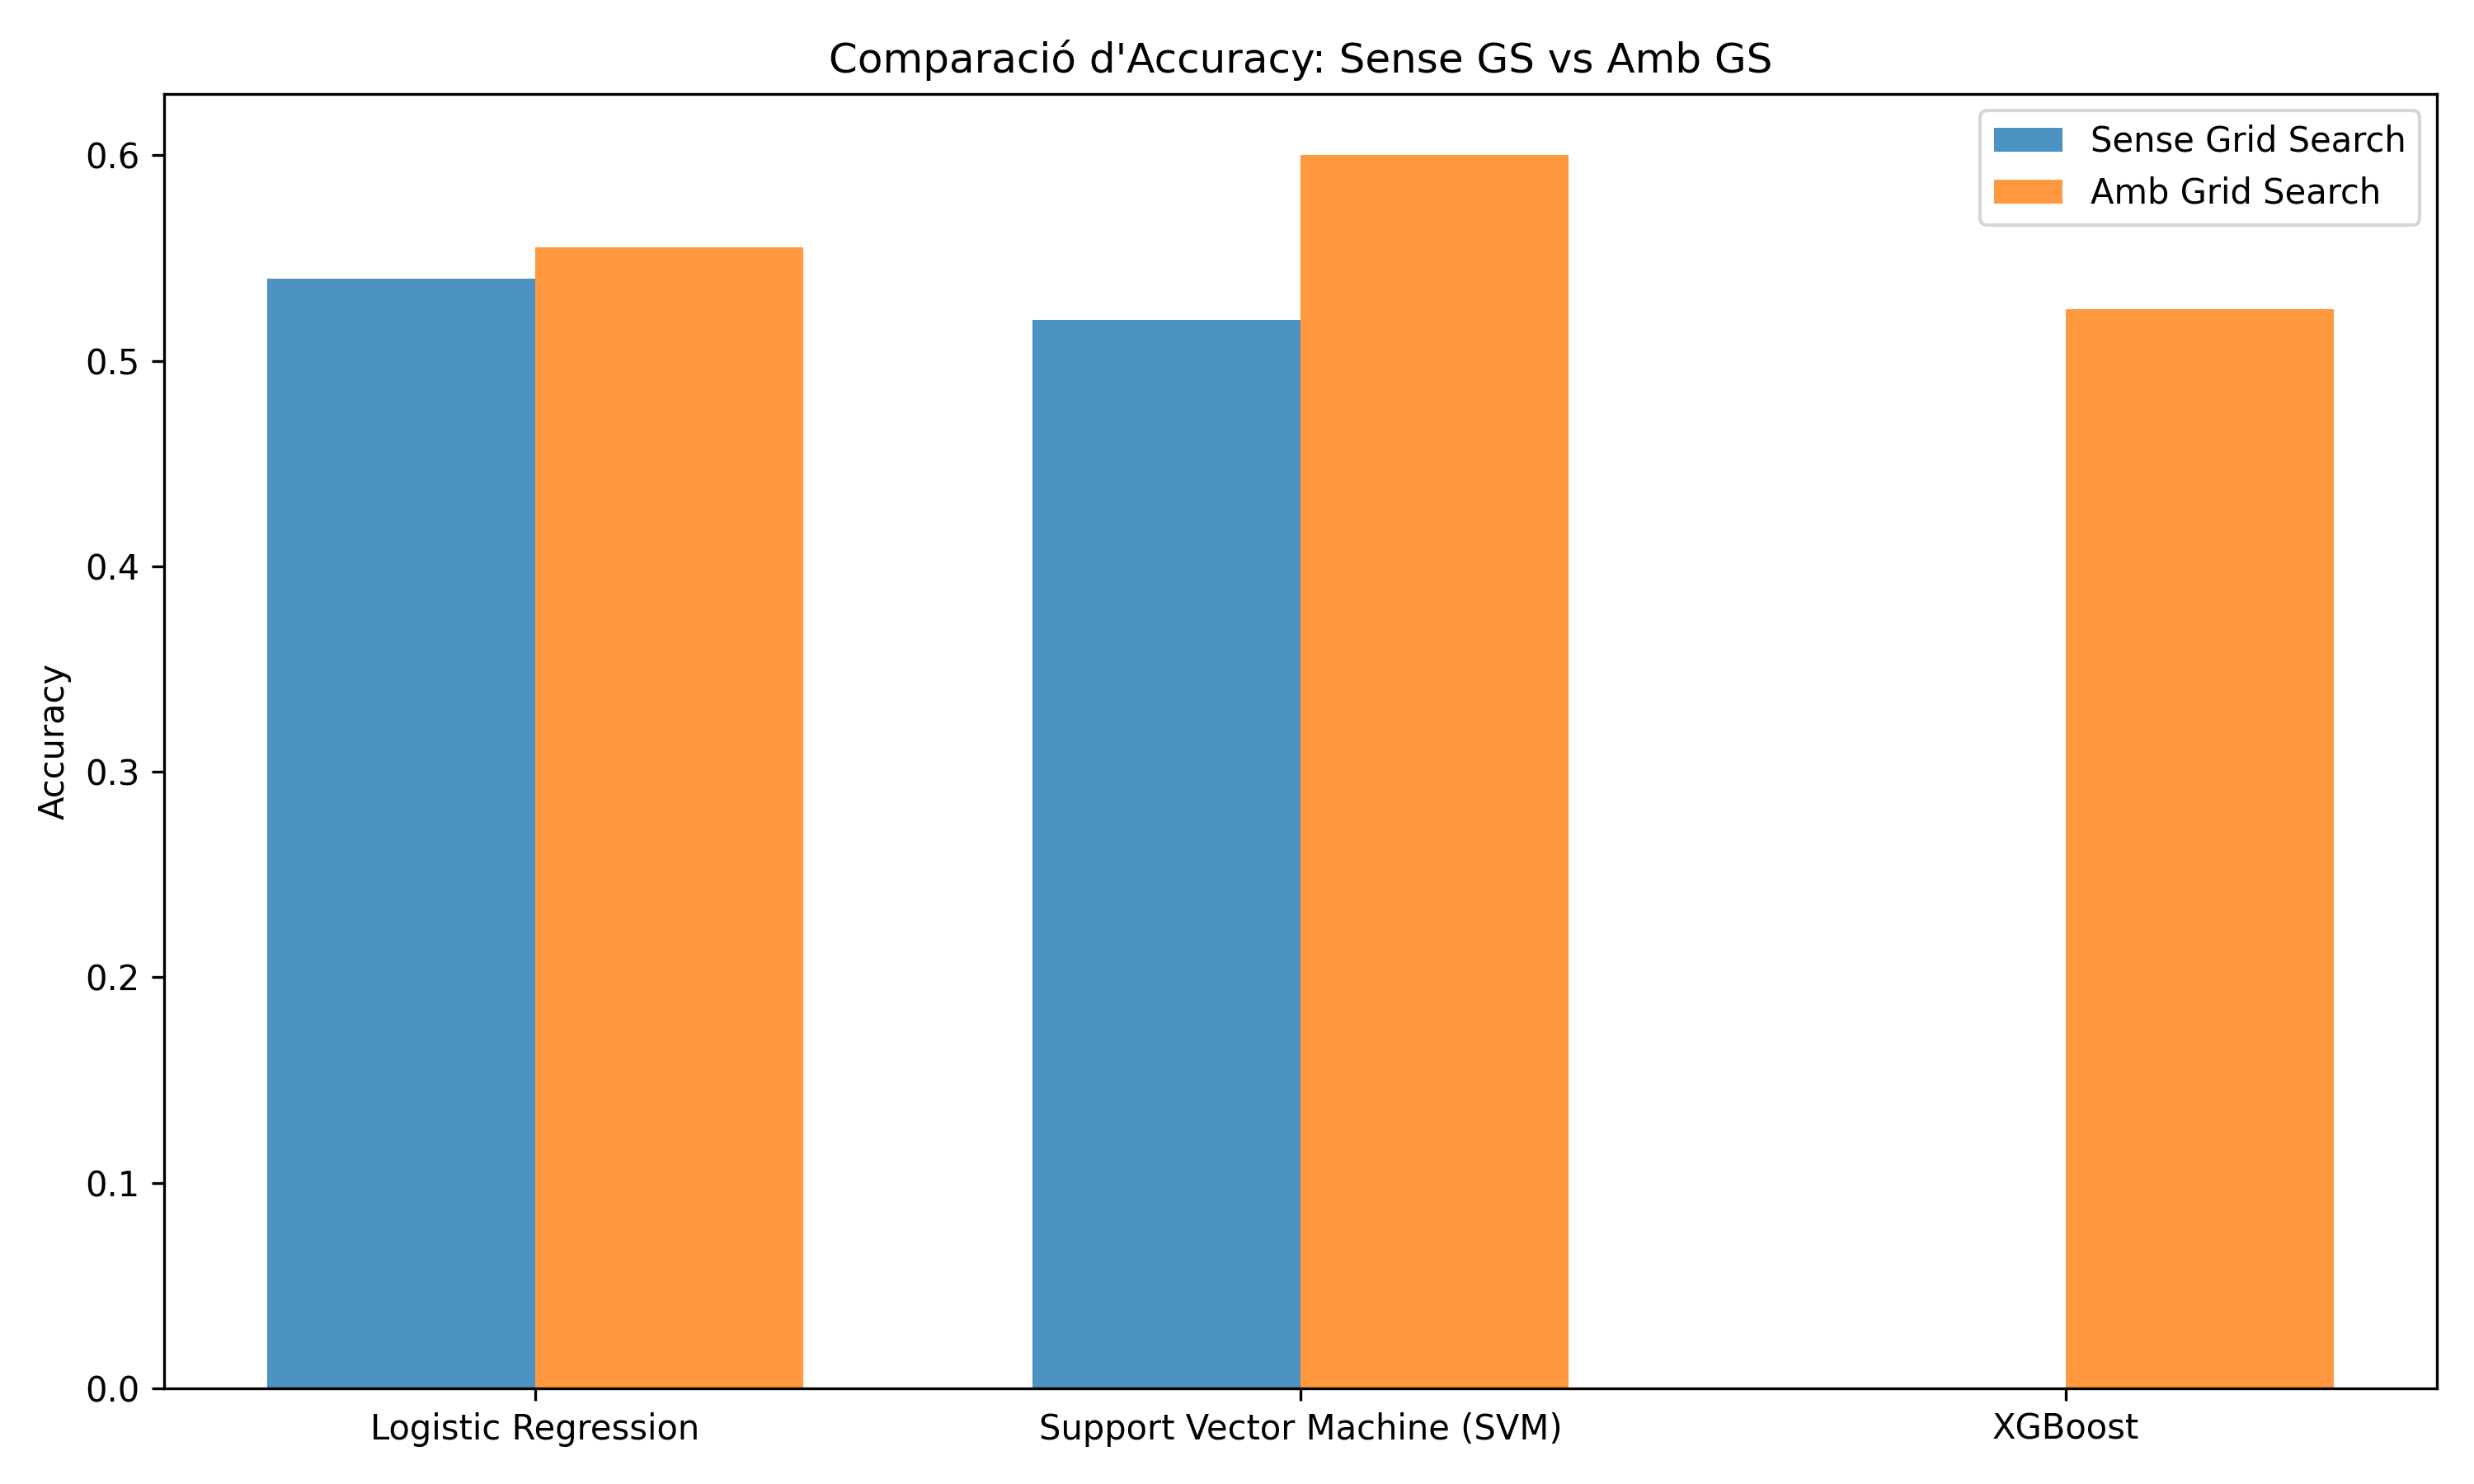 Comparació d'Accuracy: Sense GS vs Amb GS
Sense Grid Search
Amb Grid Search
Accuracy
0.6
0.5
0.4
0.3
0.2
0.1
0.0
Logistic Regression
Support Vector Machine (SVM)
XGBoost